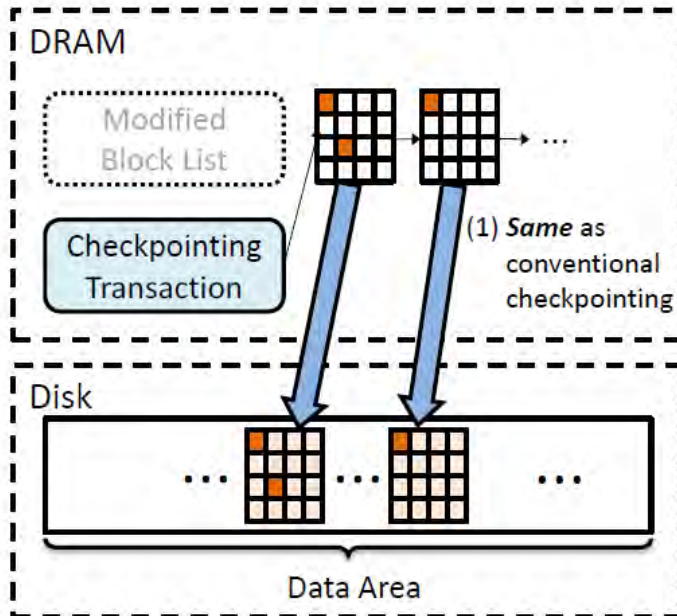 DRAM
Modified
Block List
...
Checkpointing
Transaction
(1) Same as
conventional
checkpointing
Disk
... ... ...
Data Area